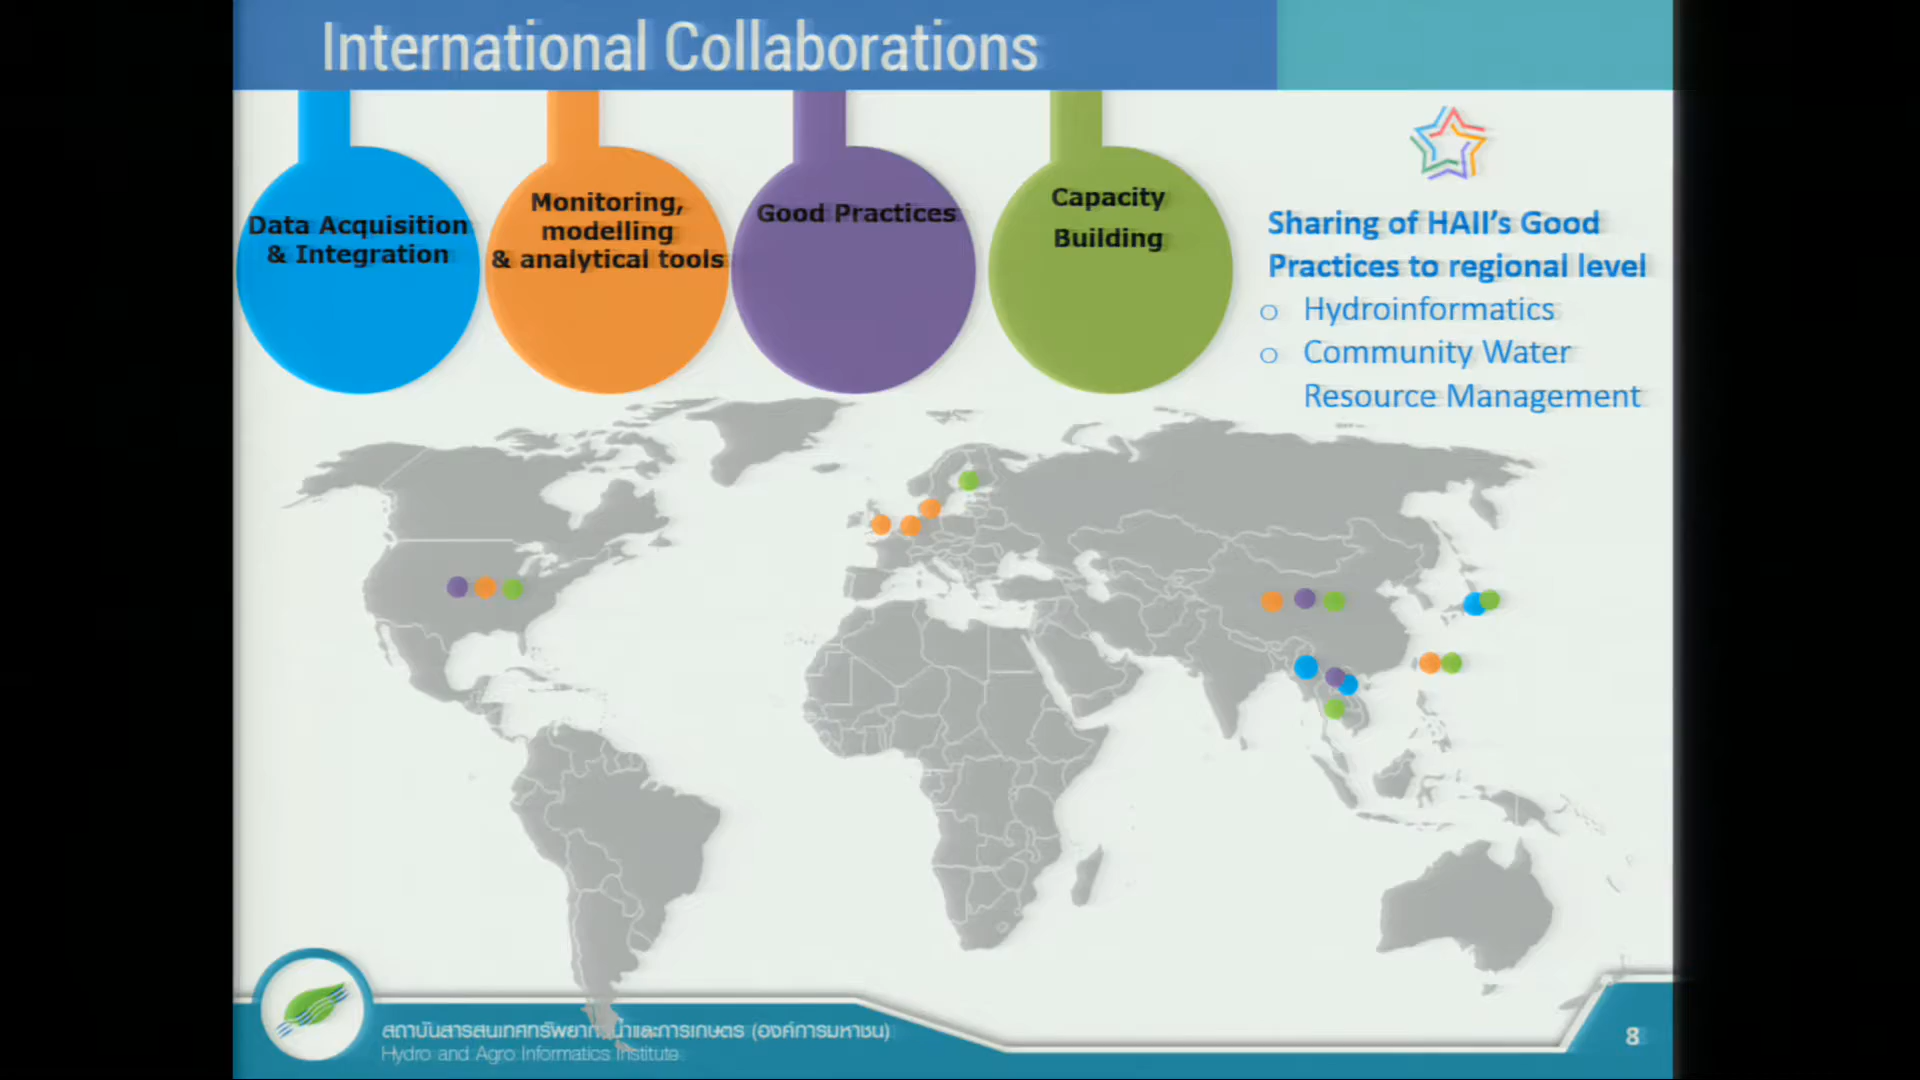 International Collaborations
Data Acquisition
& Integration
Monitoring,
modelling
& analytical tools
Good Practices
Capacity
Building
Sharing of HAII's Good
Practices to regional level
o Hydroinformatics
o Community Water
Resource Management
สถาบันสารสนเทศทรัพยากรน้ำและการเกษตร (องค์การมหาชน)
Hydro and Agro Informatics Institute
8